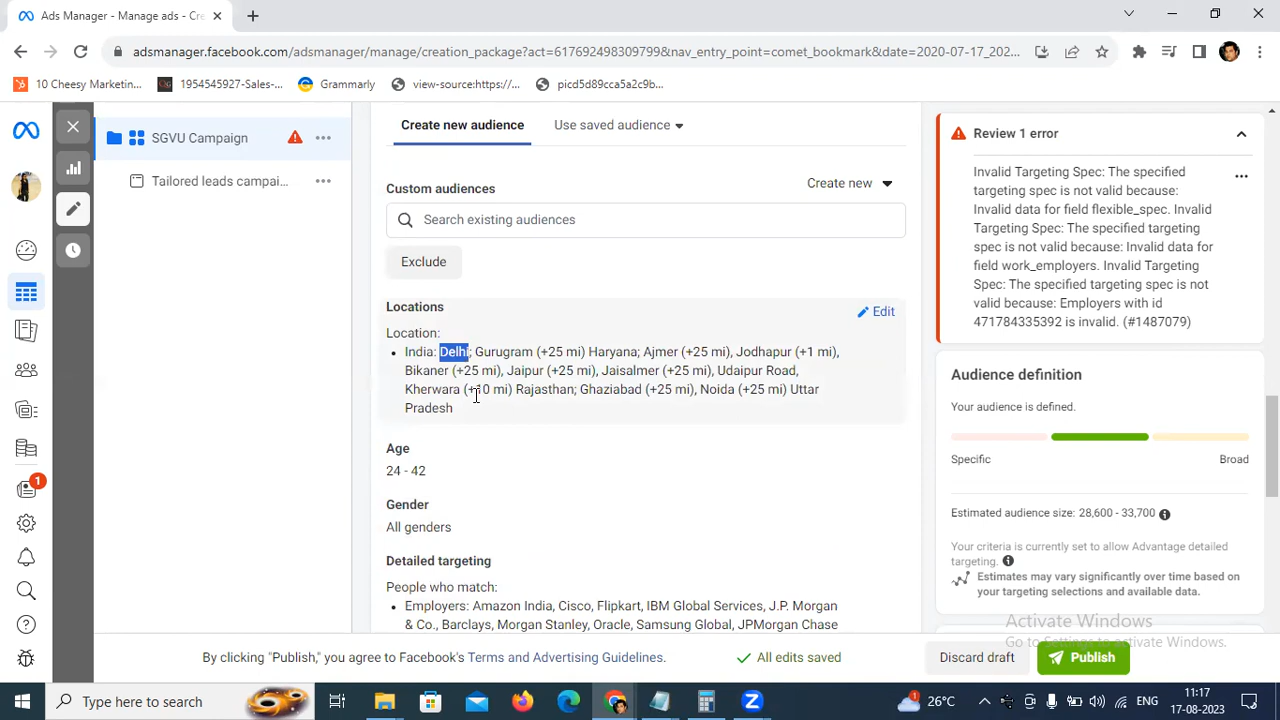 Ads Manager - Manage ads - Cre
adsmanager.facebook.com/adsmanager/manage/creation_package?act=6176924983097998&nav_entry_point=comet_bookmark&date=2020-07-17_202...
10 Cheesy Marketin...
1954545927-Sales-...
Grammarly
view-source:https://...
picd5d89cca5a2c9b...
SGVU Campaign
Tailored leads campai...
Create new audience
Use saved audience
Custom audiences
Create new
Search existing audiences
Exclude
Locations
Edit
Location:
India: Delhi; Gurugram (+25 mi) Haryana; Ajmer (+25 mi), Jodhapur (+1 mi),
Bikaner (+25 mi), Jaipur (+25 mi), Jaisalmer (+25 mi), Udaipur Road,
Kherwara (+10 mi) Rajasthan; Ghaziabad (+25 mi), Noida (+25 mi) Uttar
Pradesh
Age
24 - 42
Gender
All genders
Detailed targeting
People who match:
Employers: Amazon India, Cisco, Flipkart, IBM Global Services, J.P. Morgan
& Co., Barclays, Morgan Stanley, Oracle, Samsung Global, JPMorgan Chase
Review 1 error
Invalid Targeting Spec: The specified
targeting spec is not valid because:
Invalid data for field flexible_spec. Invalid
Targeting Spec: The specified targeting
spec is not valid because: Invalid data for
field work_employers. Invalid Targeting
Spec: The specified targeting spec is not
valid because: Employers with id
471784335392 is invalid. (#1487079)
Audience definition
Your audience is defined.
Specific
Broad
Estimated audience size: 28,600 - 33,700
Your criteria is currently set to allow Advantage detailed
targeting.
Estimates may vary significantly over time based on
your targeting selections and available data.
Activate Windows
Go to Settings to activate Windows.
By clicking "Publish," you agree to Facebook's Terms and Advertising Guidelines.
All edits saved
Discard draft
Publish
1
Type here to search
26°C
ENG
11:17
17-08-2023